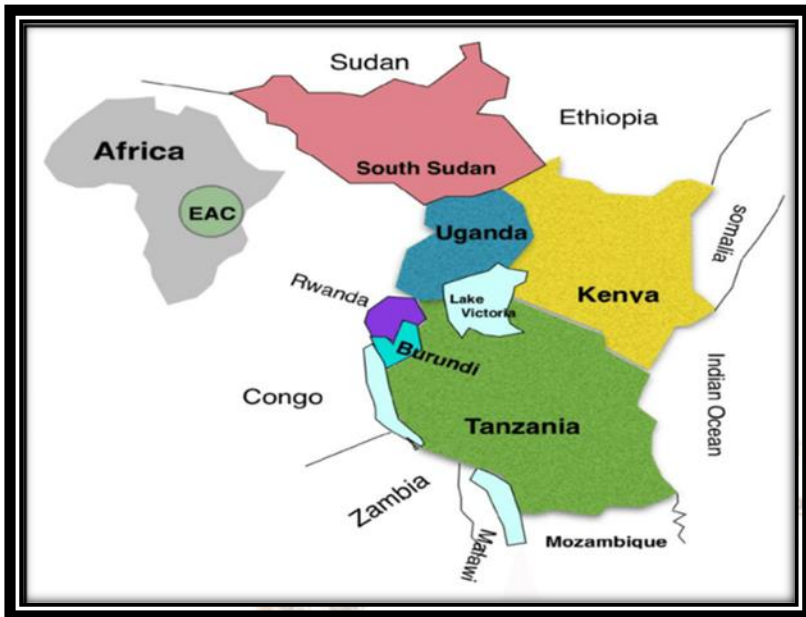 Sudan
Ethiopia
Africa
South Sudan
EAC
Uganda
somalia
Rwanda
Lake
Victoria
Kenya
Burundi
Indian Ocean
Congo
Tanzania
Zambia
Malawi
Mozambique